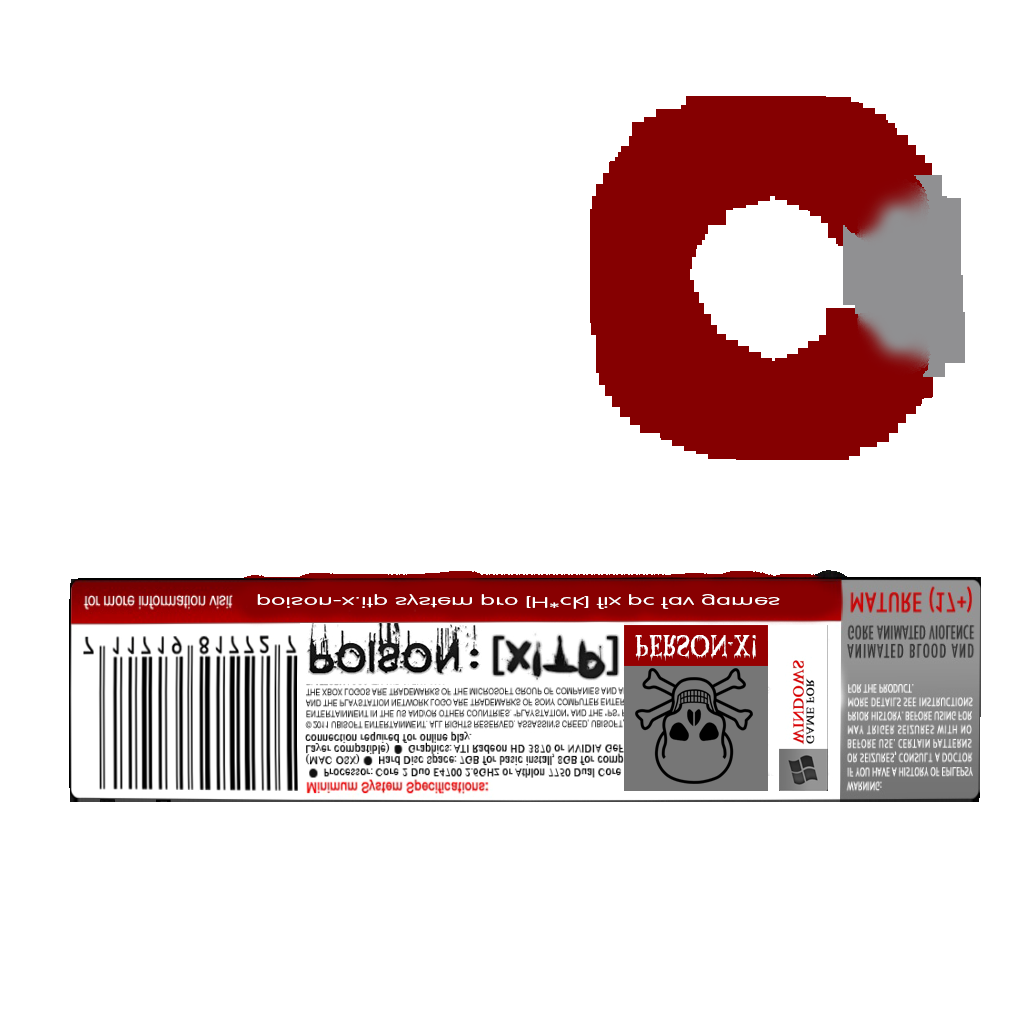 Minimum System Specifications:
● Processor: Core 2 Duo E4700 2.6GHz or Athlon 7750 Dual Core
(MAC OSX) ● Hard Disc Space: 7GB for basic install, 8GB for comp
Layer compatible) ● Graphics: ATI Radeon HD 3870 or NVIDIA GeF
connection required for online play.
© 2011 UBISOFT ENTERTAINMENT. ALL RIGHTS RESERVED. ASSASSIN'S CREED, UBISOFT,
ENTERTAINMENT IN THE US AND/OR OTHER COUNTRIES. "PLAYSTATION" AND THE "PS" F
AND THE PLAYSTATION NETWORK LOGO ARE TRADEMARKS OF SONY COMPUTER ENTER
THE XBOX LOGOS ARE TRADEMARKS OF THE MICROSOFT GROUP OF COMPANIES AND A
POISON : [X!TP]
PERSON-X!
GAME FOR
WINDOWS
WARNING:
IF YOU HAVE A HISTORY OF EPILEPSY
OR SEIZURES, CONSULT A DOCTOR
BEFORE USE. CERTAIN PATTERNS
MAY TRIGER SEIZURES WITH NO
PRIOR HISTORY. BEFORE USING FOR
MORE DETAILS SEE INSTRUCTIONS
FOR THE PRODUCT.
ANIMATED BLOOD AND
GORE ANIMATED VIOLENCE
MATURE (17+)
7 11719 81772 7
for more information visit poison-x.itp system pro [H*ck] fix pc fav games